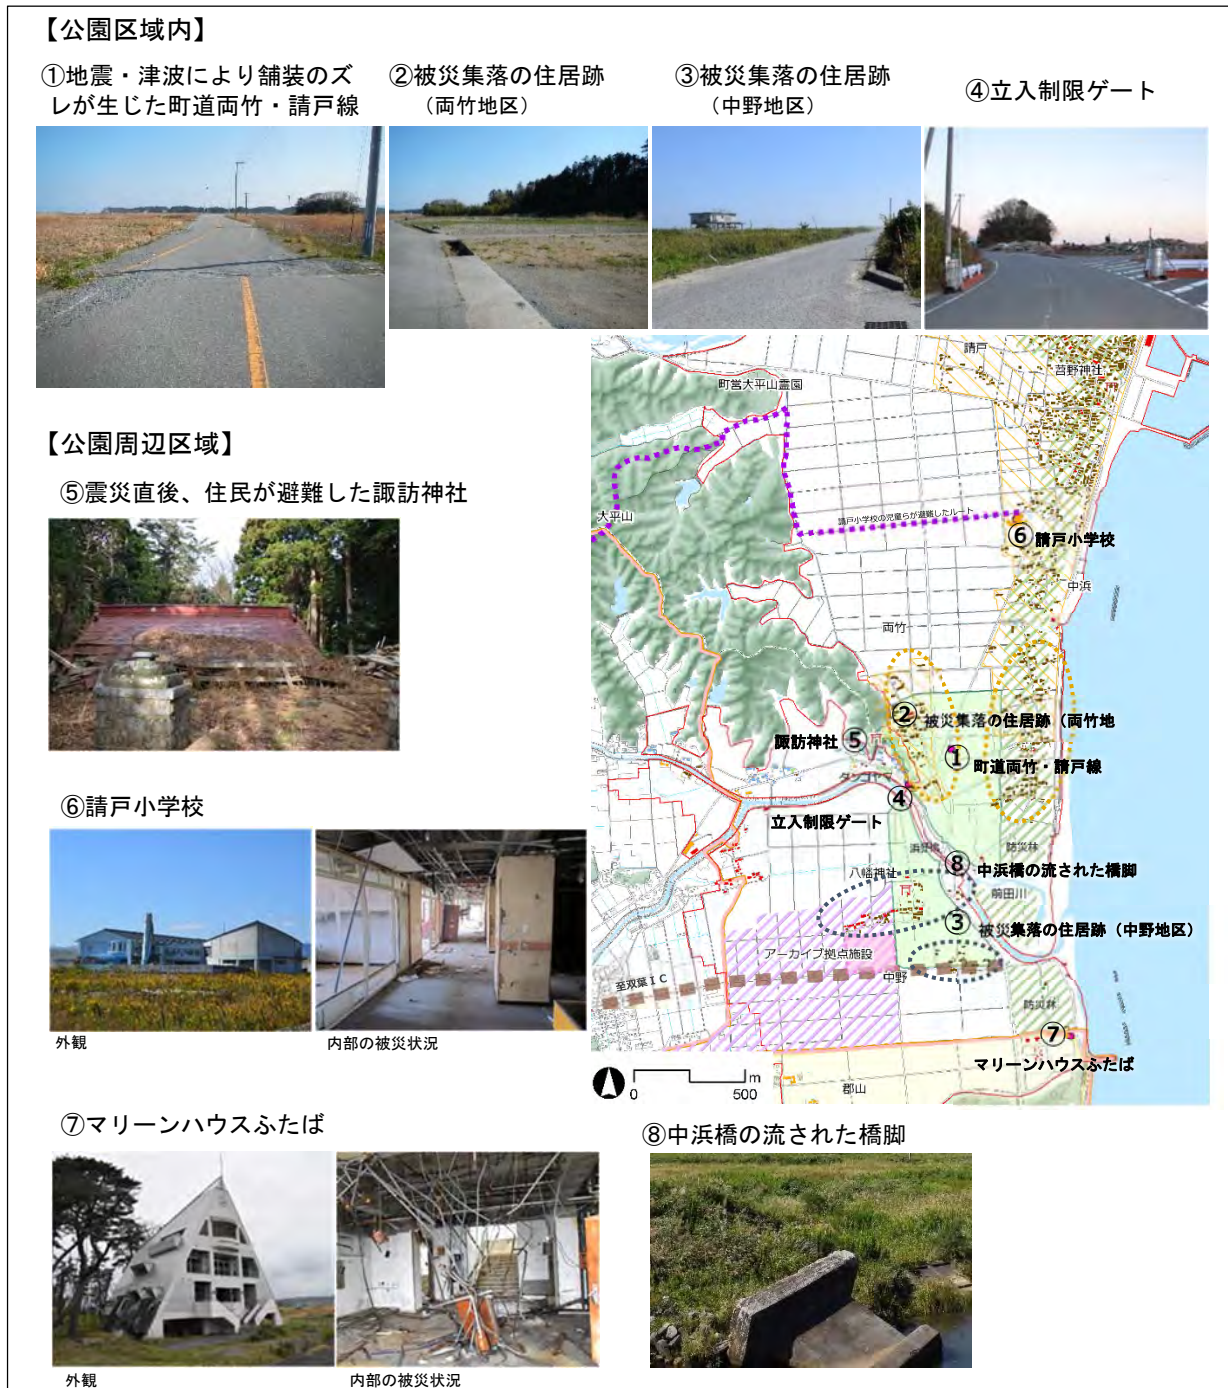 【公園区域内】
①地震・津波により舗装のズ
レが生じた町道両竹・請戸線
②被災集落の住居跡
(両竹地区)
③被災集落の住居跡
(中野地区)
④立入制限ゲート
【公園周辺区域】
⑤震災直後、住民が避難した諏訪神社
⑥請戸小学校
外観
内部の被災状況
⑦マリーンハウスふたば
外観
内部の被災状況
⑧中浜橋の流された橋脚
請戸
苕野神社
町営大平山霊園
大平山
請戸小学校の児童らが避難したルート
⑥
請戸小学校
中浜
両竹
②
被災集落の住居跡(両竹地
諏訪神社
⑤
①
町道両竹・請戸線
④
立入制限ゲート
防災林
⑧
中浜橋の流された橋脚
八幡神社
前田川
③
被災集落の住居跡(中野地区)
アーカイブ拠点施設
中野
至双葉IC
防災林
⑦
マリーンハウスふたば
郡山
0
500
m